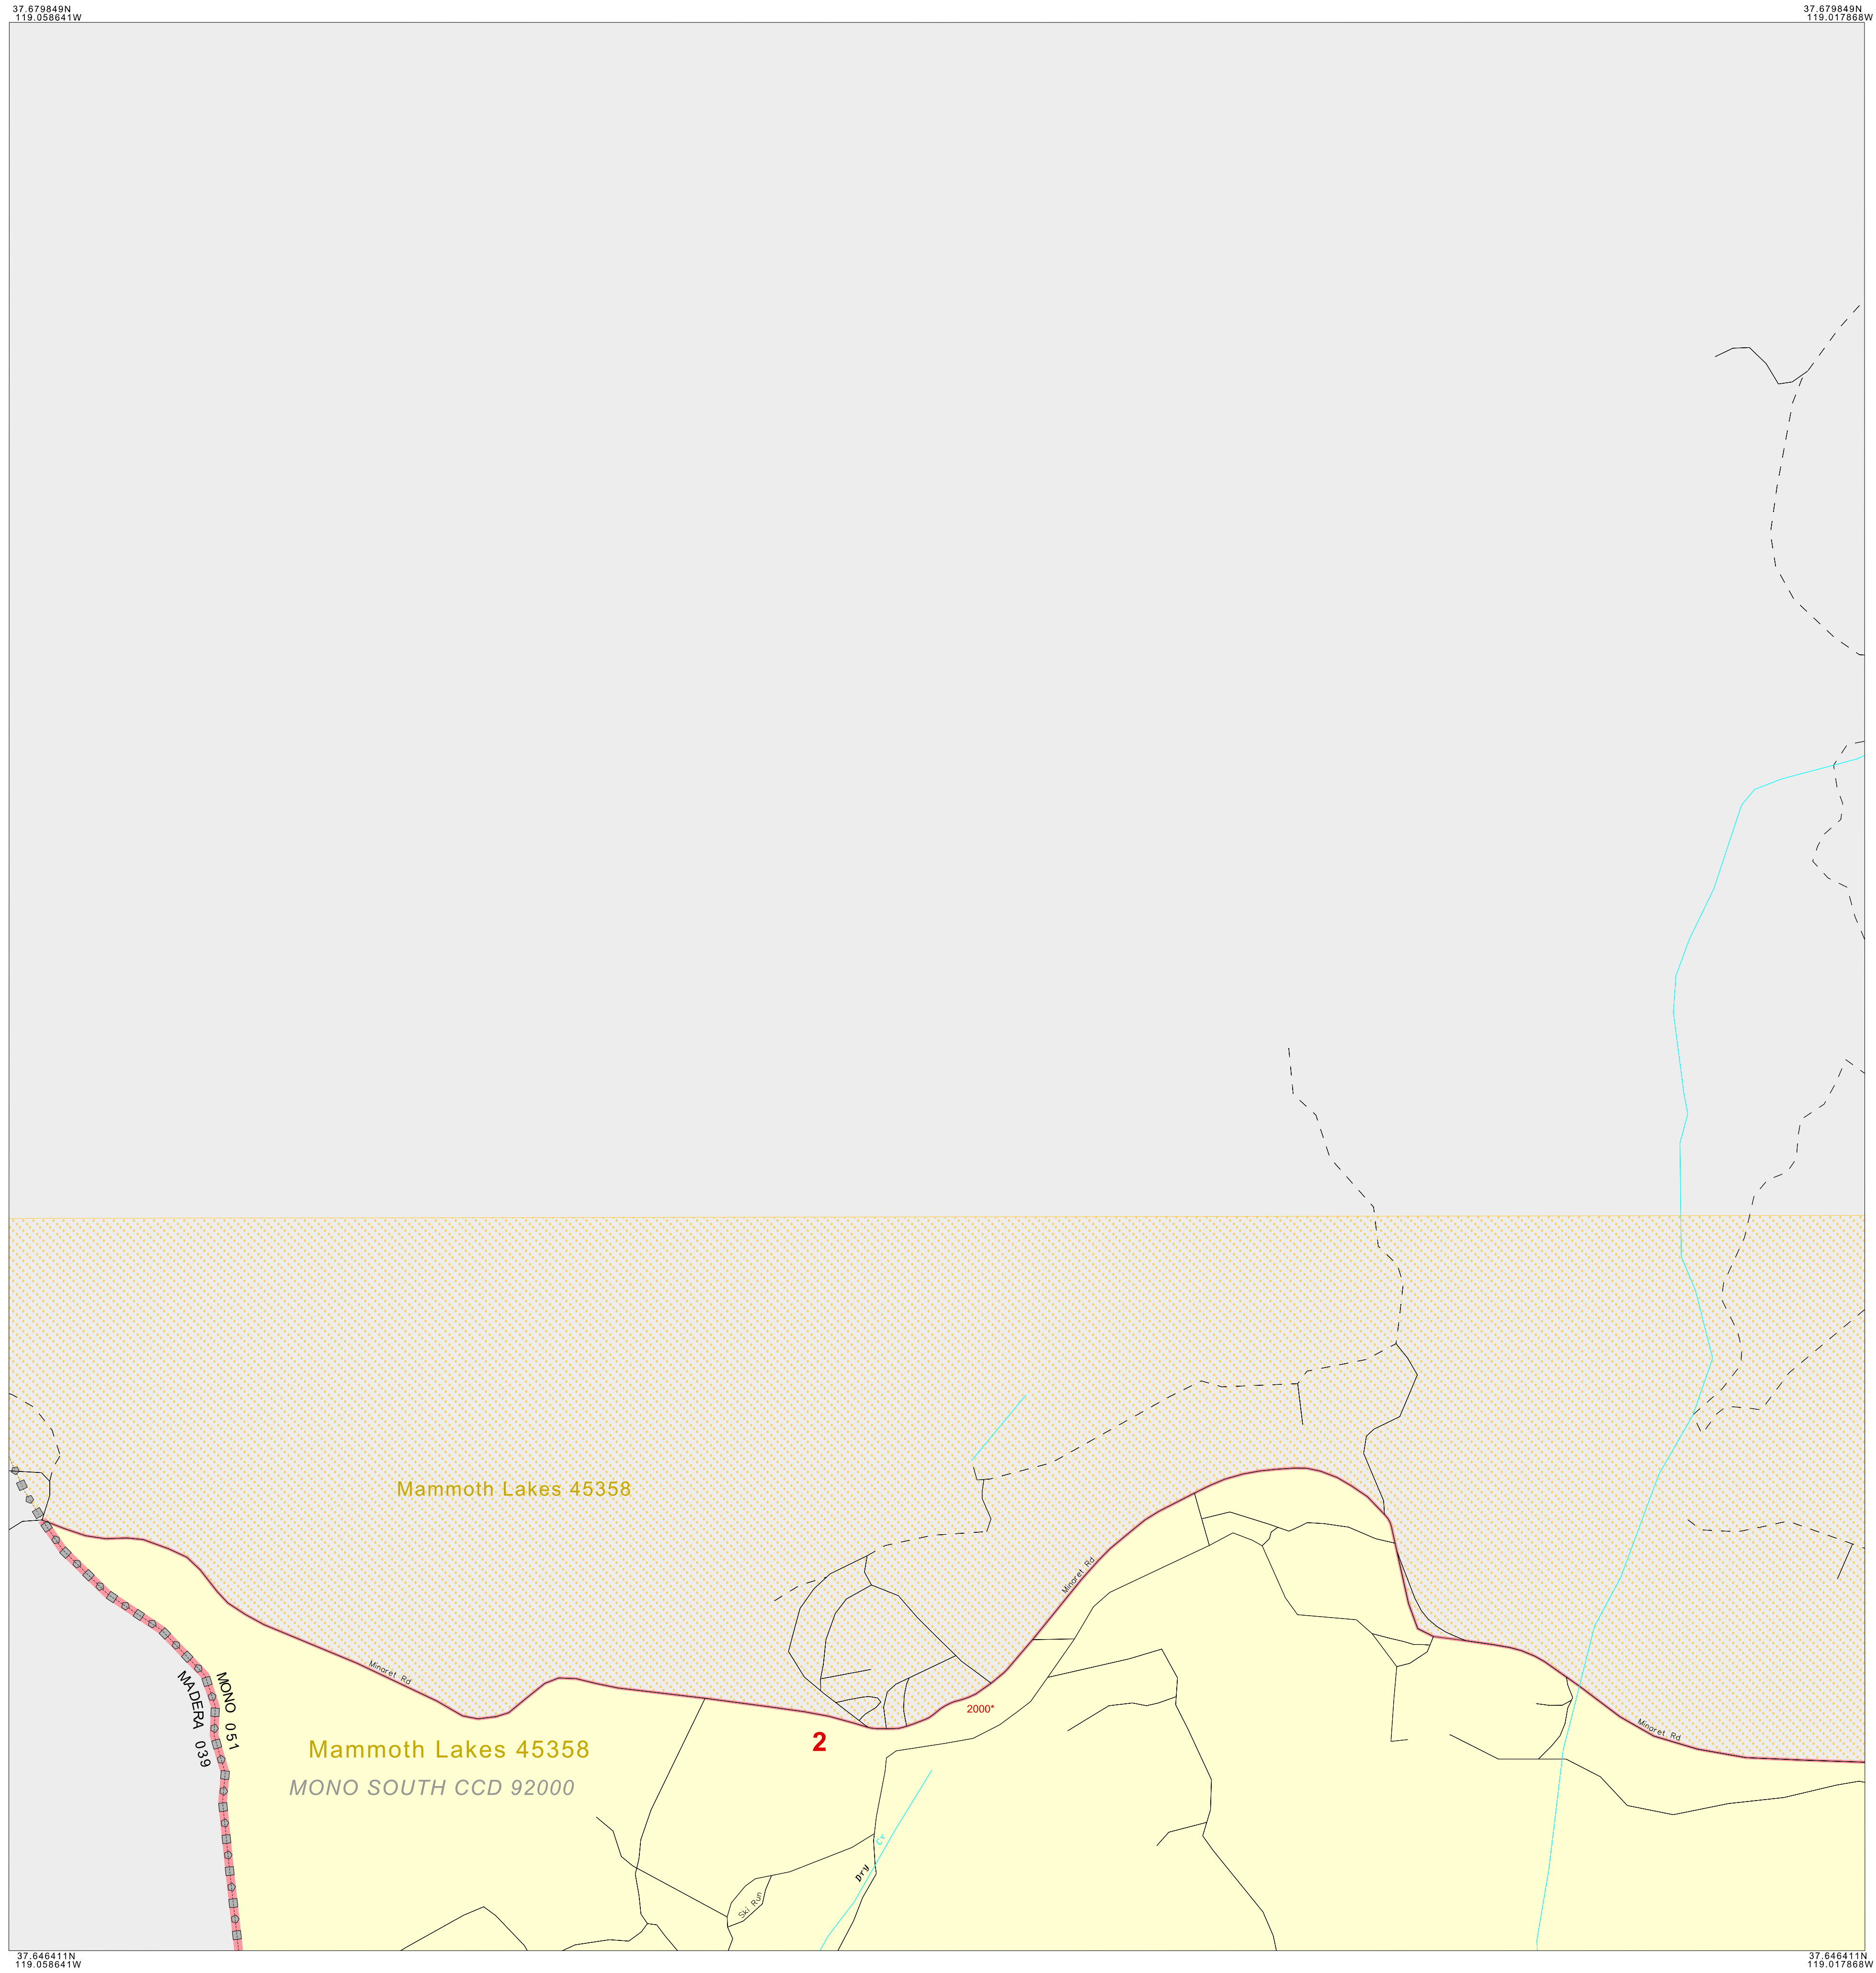 37.679849N
119.058641W
37.679849N
119.017868W
Mammoth Lakes 45358
Minaret Rd
Minaret Rd
2000*
Minaret Rd
2
MONO 051
MADERA 039
Mammoth Lakes 45358
MONO SOUTH CCD 92000
Dry Cr
Ski Run
37.646411N
119.058641W
37.646411N
119.017868W